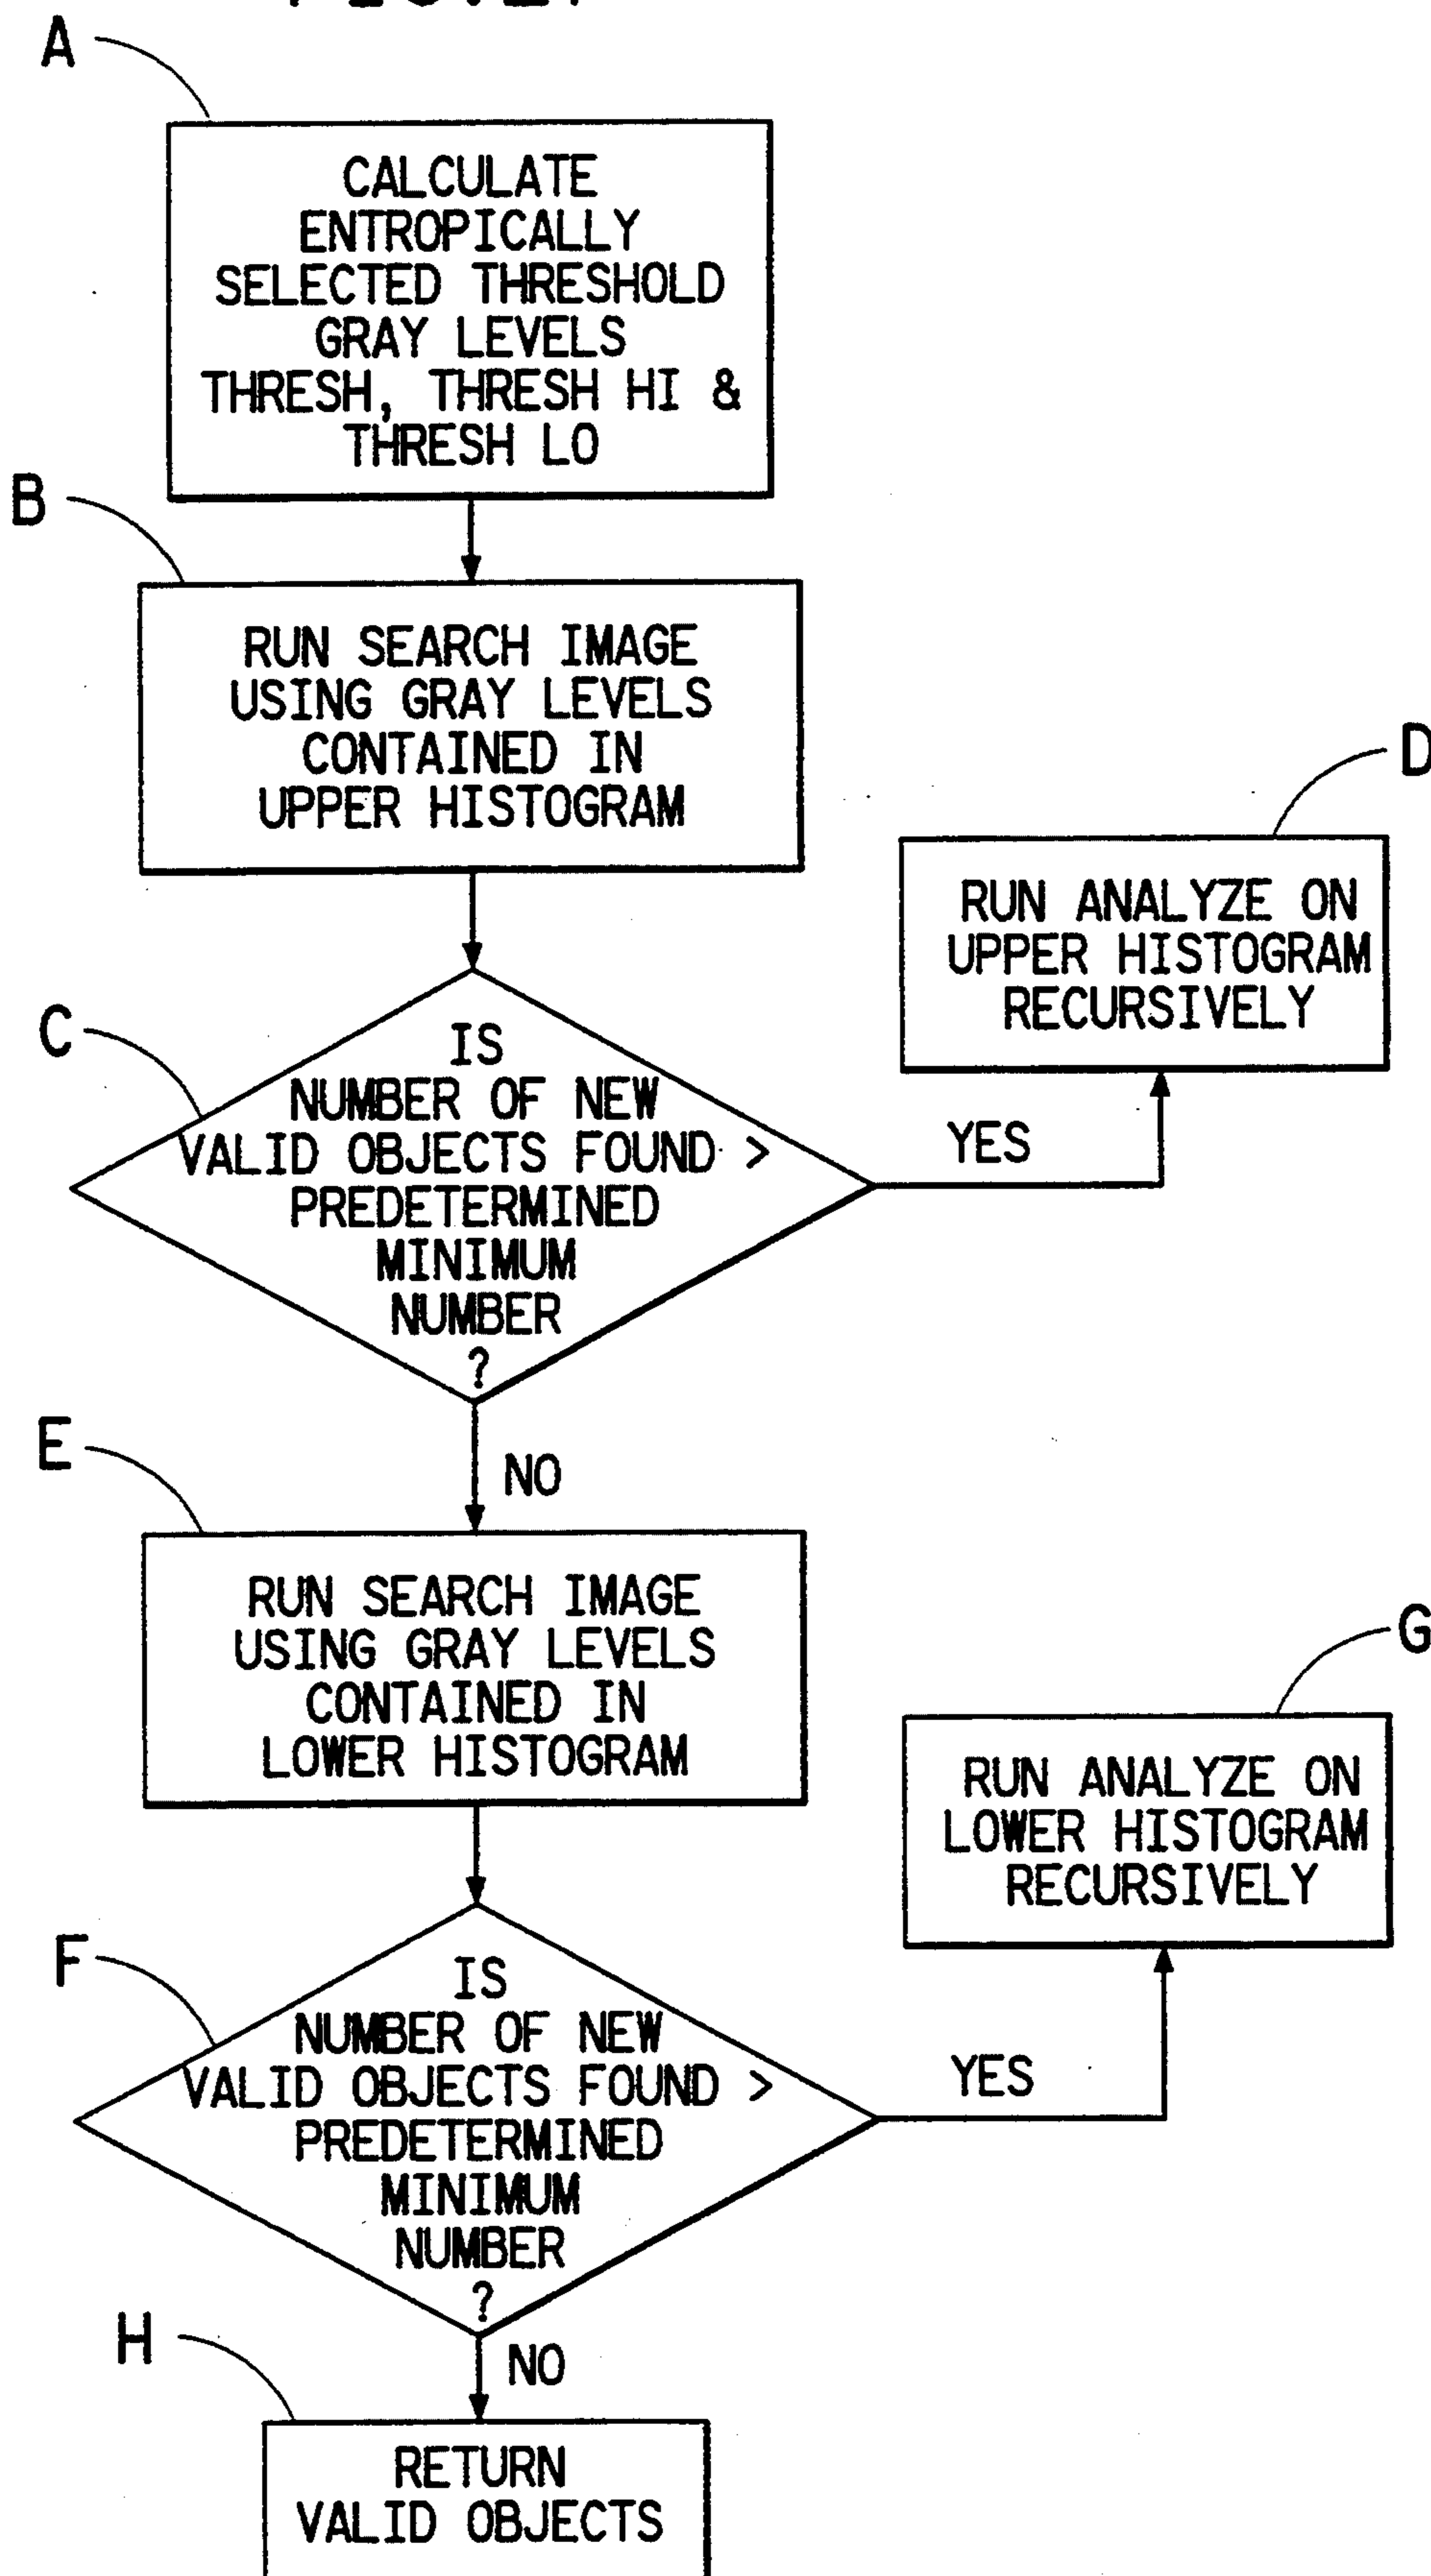 A
CALCULATE
ENTROPICALLY
SELECTED THRESHOLD
GRAY LEVELS
THRESH, THRESH HI &
THRESH LO
B
RUN SEARCH IMAGE
USING GRAY LEVELS
CONTAINED IN
UPPER HISTOGRAM
D
RUN ANALYZE ON
UPPER HISTOGRAM
RECURSIVELY
C
IS
NUMBER OF NEW
VALID OBJECTS FOUND >
PREDETERMINED
MINIMUM
NUMBER
?
YES
NO
E
RUN SEARCH IMAGE
USING GRAY LEVELS
CONTAINED IN
LOWER HISTOGRAM
G
RUN ANALYZE ON
LOWER HISTOGRAM
RECURSIVELY
F
IS
NUMBER OF NEW
VALID OBJECTS FOUND >
PREDETERMINED
MINIMUM
NUMBER
?
YES
NO
H
RETURN
VALID OBJECTS